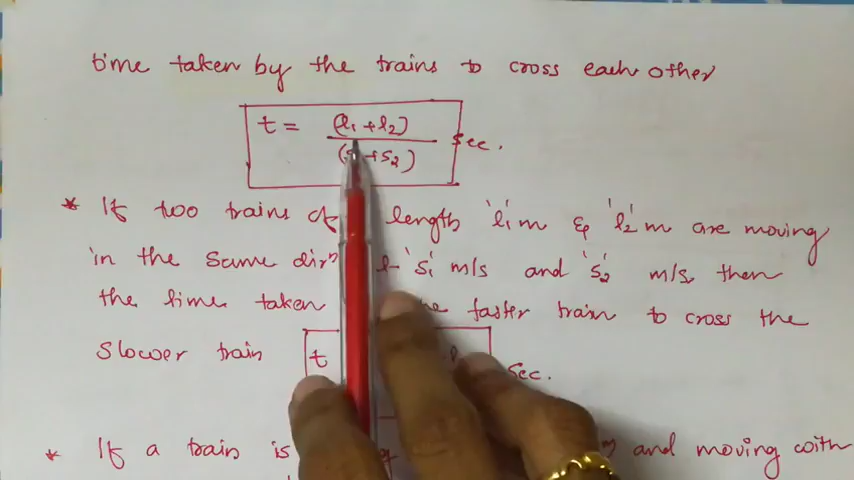 time taken by the trains to cross each other
t = (l1 + l2) / (s + s2) sec.
* If two trains of length 'l1'm & 'l2'm are moving
in the same dir 's1' m/s and 's2' m/s then
the time taken the faster train to cross the
slower train t sec.
* If a train is and moving with